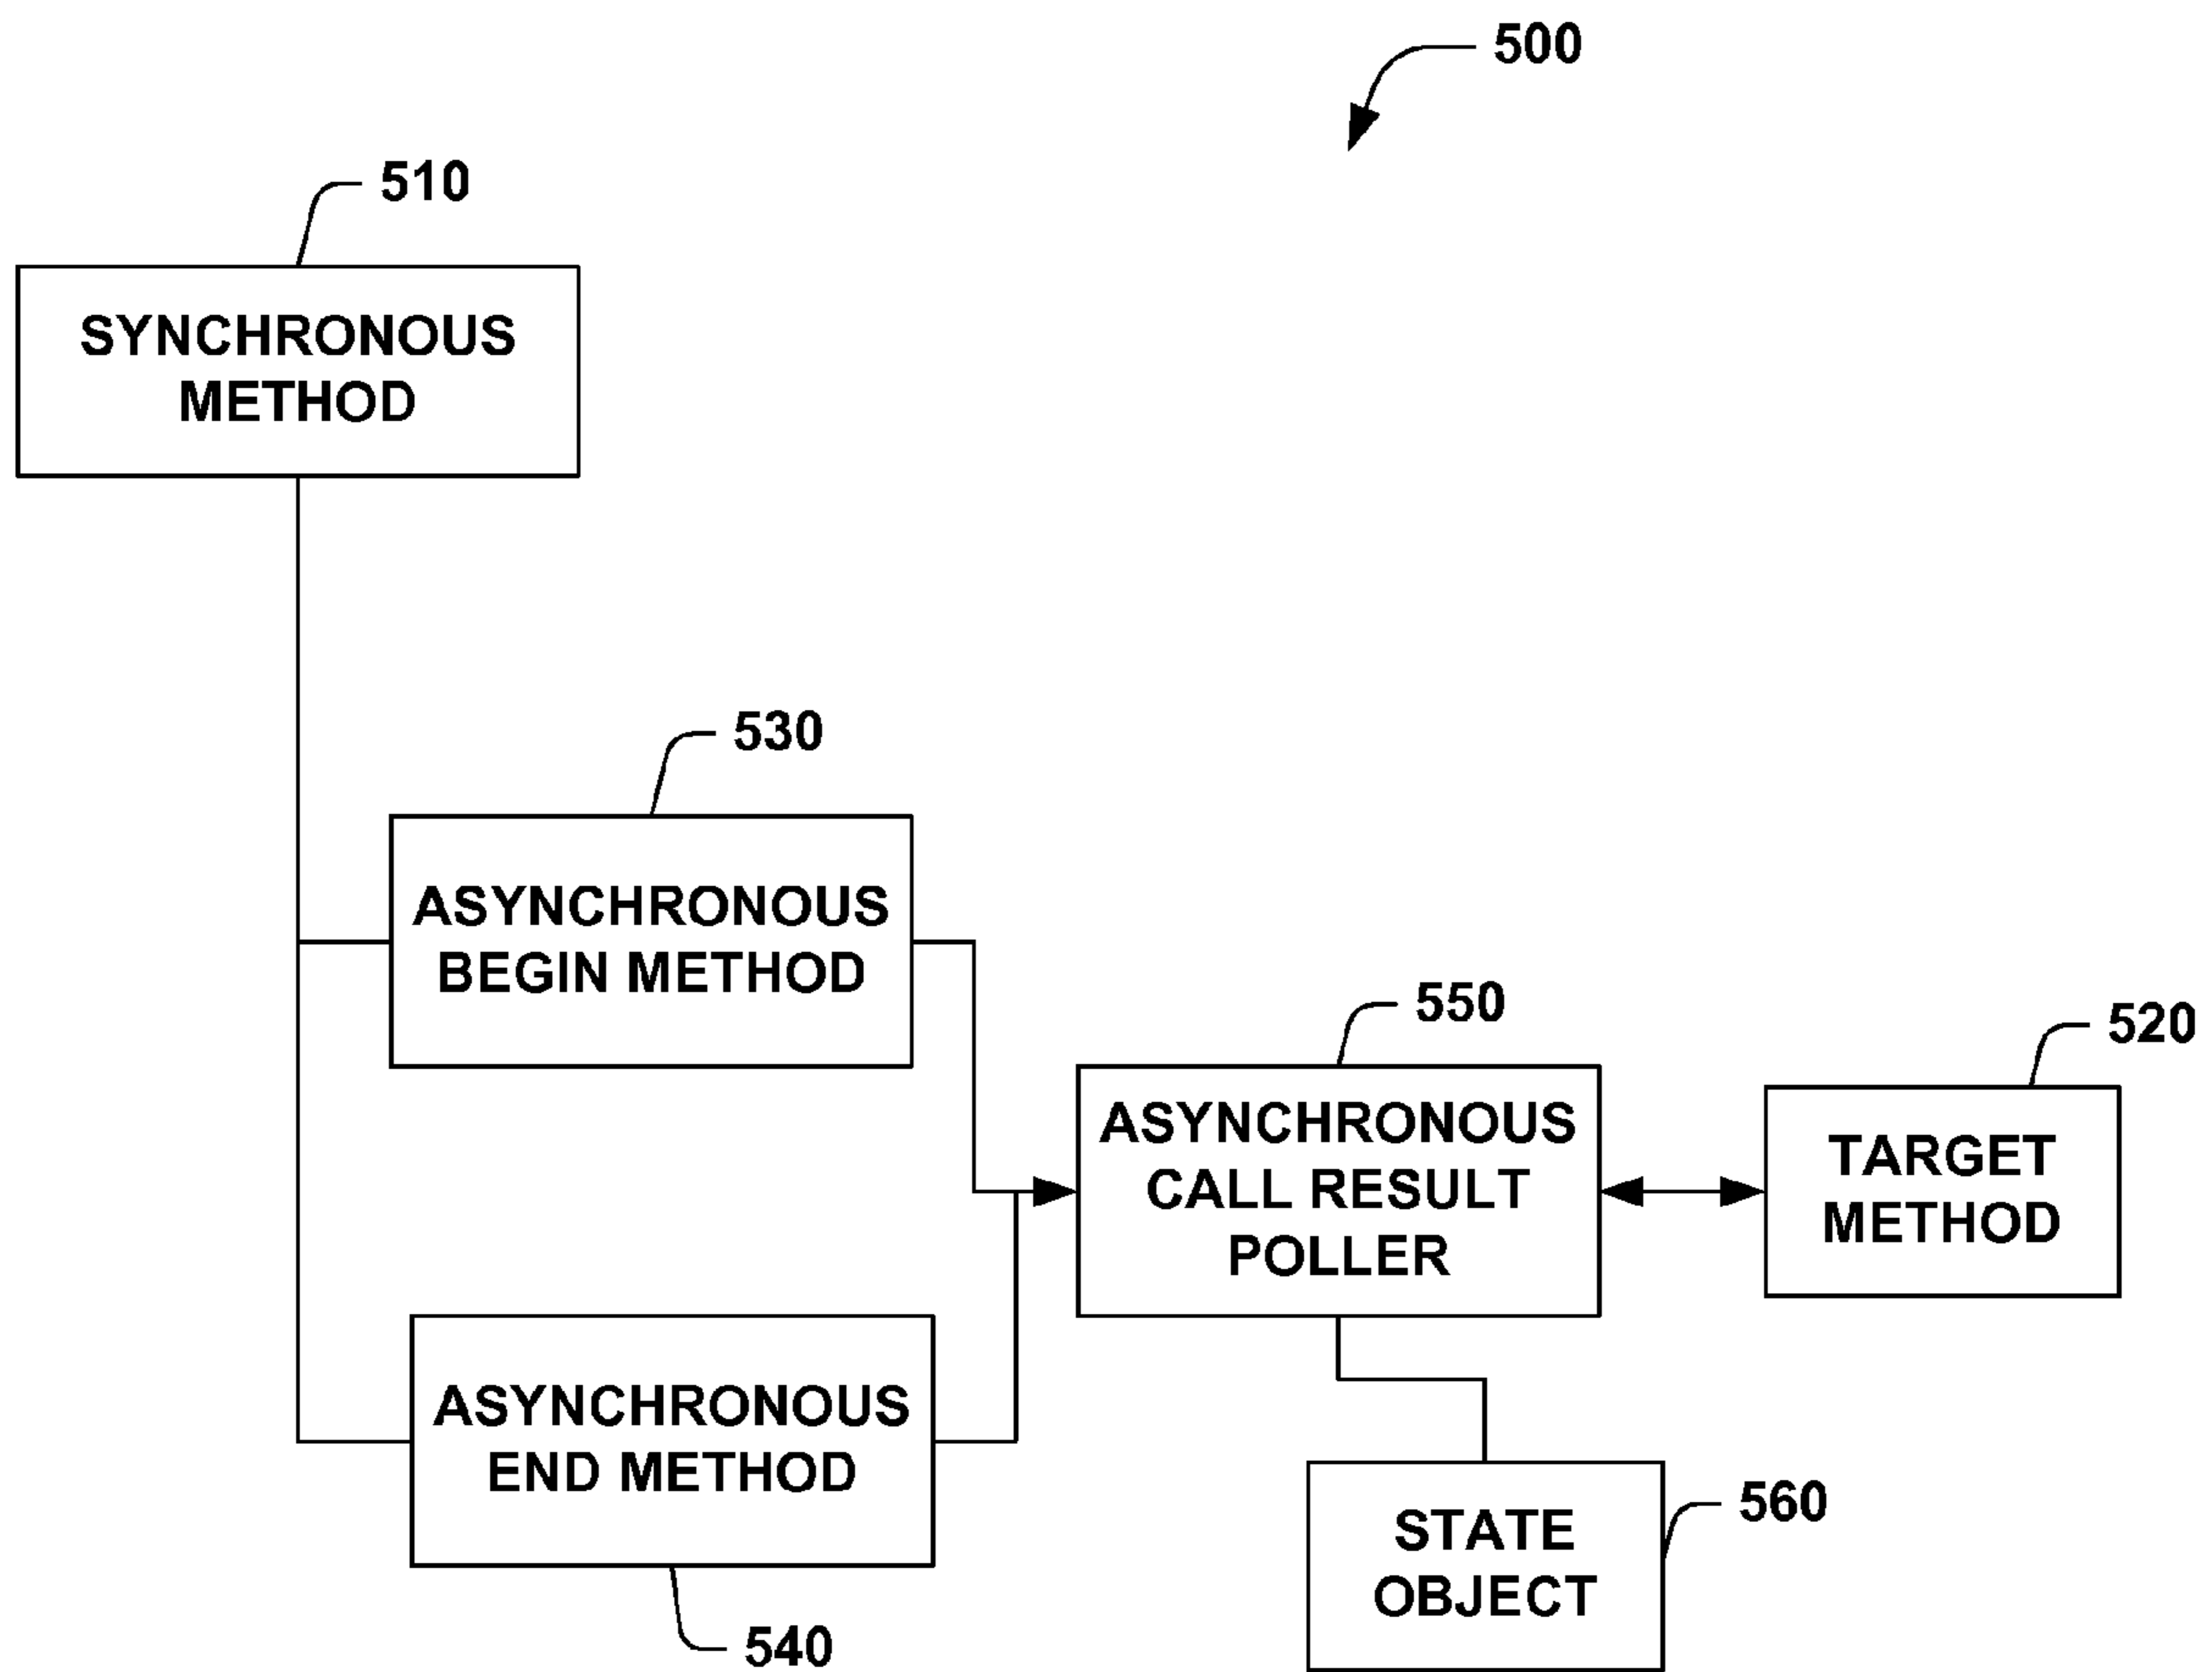 500
510
SYNCHRONOUS
METHOD
530
ASYNCHRONOUS
BEGIN METHOD
550
ASYNCHRONOUS
CALL RESULT
POLLER
520
TARGET
METHOD
ASYNCHRONOUS
END METHOD
540
STATE
OBJECT
560